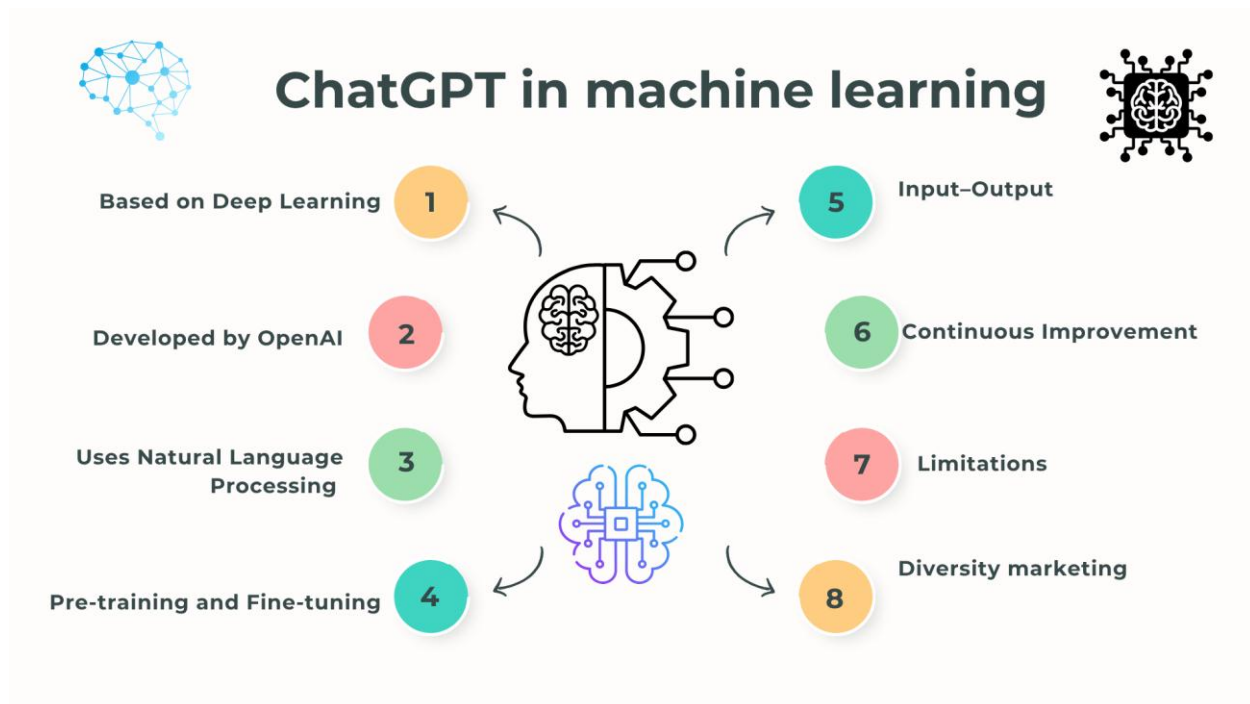 ChatGPT in machine learning
Based on Deep Learning
1
Developed by OpenAI
2
Uses Natural Language
Processing
3
Pre-training and Fine-tuning
4
5
Input–Output
6
Continuous Improvement
7
Limitations
8
Diversity marketing